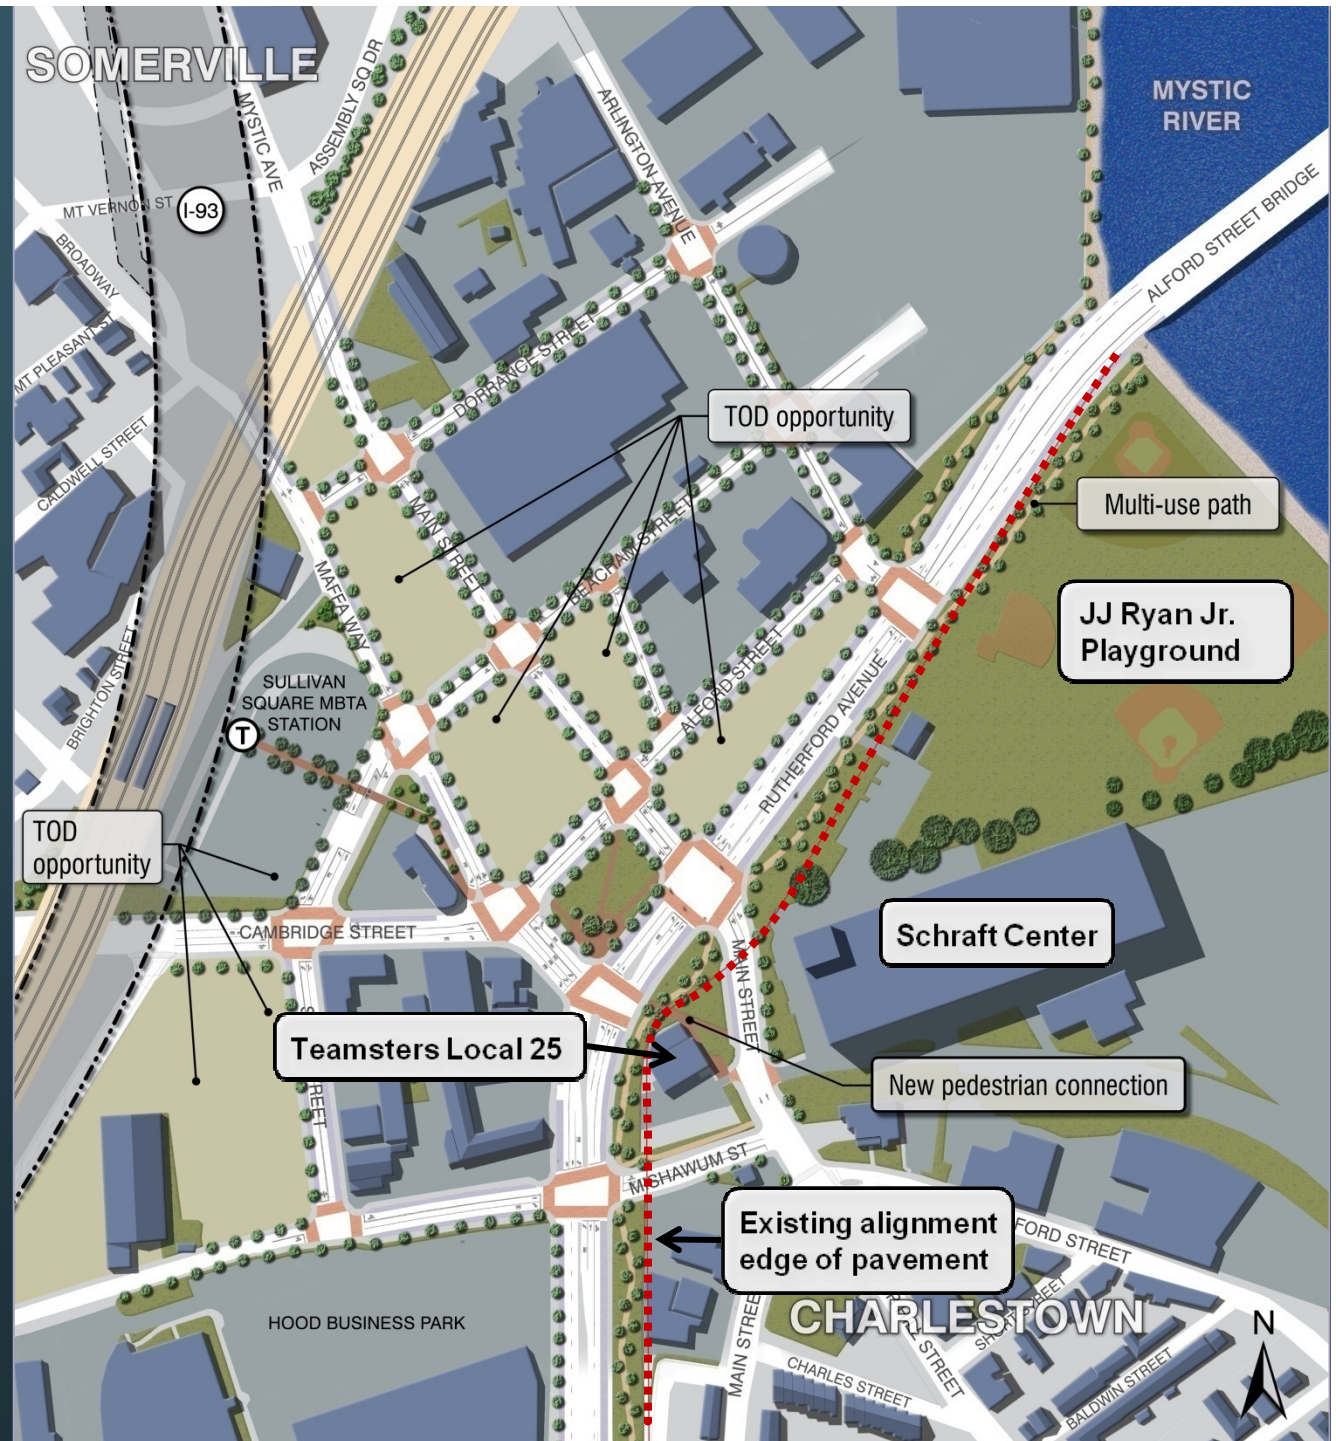 SOMERVILLE
MYSTIC AVE
ASSEMBLY SQ DR
ARLINGTON AVENUE
MYSTIC
RIVER
ALFORD STREET BRIDGE
MT VERNON ST
I-93
BROADWAY
MT PLEASANT ST
CALDWELL STREET
DORRANCE STREET
TOD opportunity
MAIN STREET
BEACHAM STREET
Multi-use path
MAFFA WAY
JJ Ryan Jr.
Playground
BRIGHTON STREET
SULLIVAN
SQUARE MBTA
STATION
T
ALFORD STREET
RUTHERFORD AVENUE
TOD
opportunity
CAMBRIDGE STREET
MAIN STREET
Schraft Center
Teamsters Local 25
New pedestrian connection
MISHAWUM ST
Existing alignment
edge of pavement
FORD STREET
HOOD BUSINESS PARK
CHARLESTOWN
MAIN STREE
STREET
CHARLES STREET
BALDWIN STREET
N